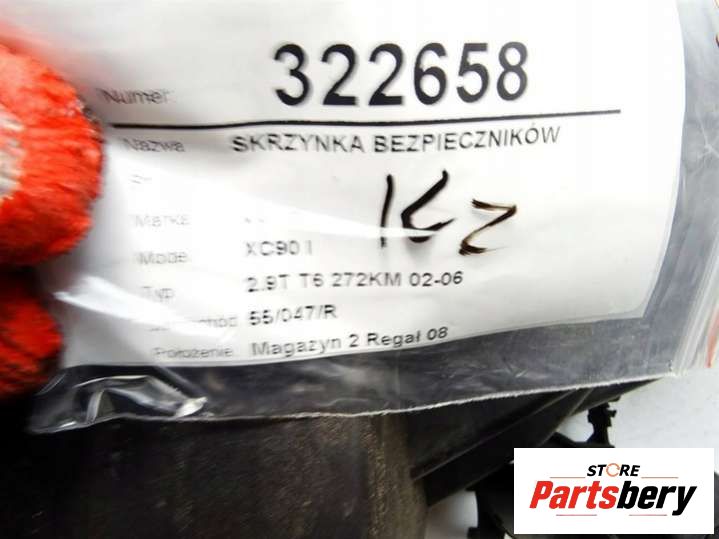 Numer: 322658
Nazwa SKRZYNKA BEZPIECZNIKÓW
Marka
Model XC90 I
Typ 2.9T T6 272KM 02-06
55/047/R
Położenie: Magazyn 2 Regał 08
STORE
Partsbery